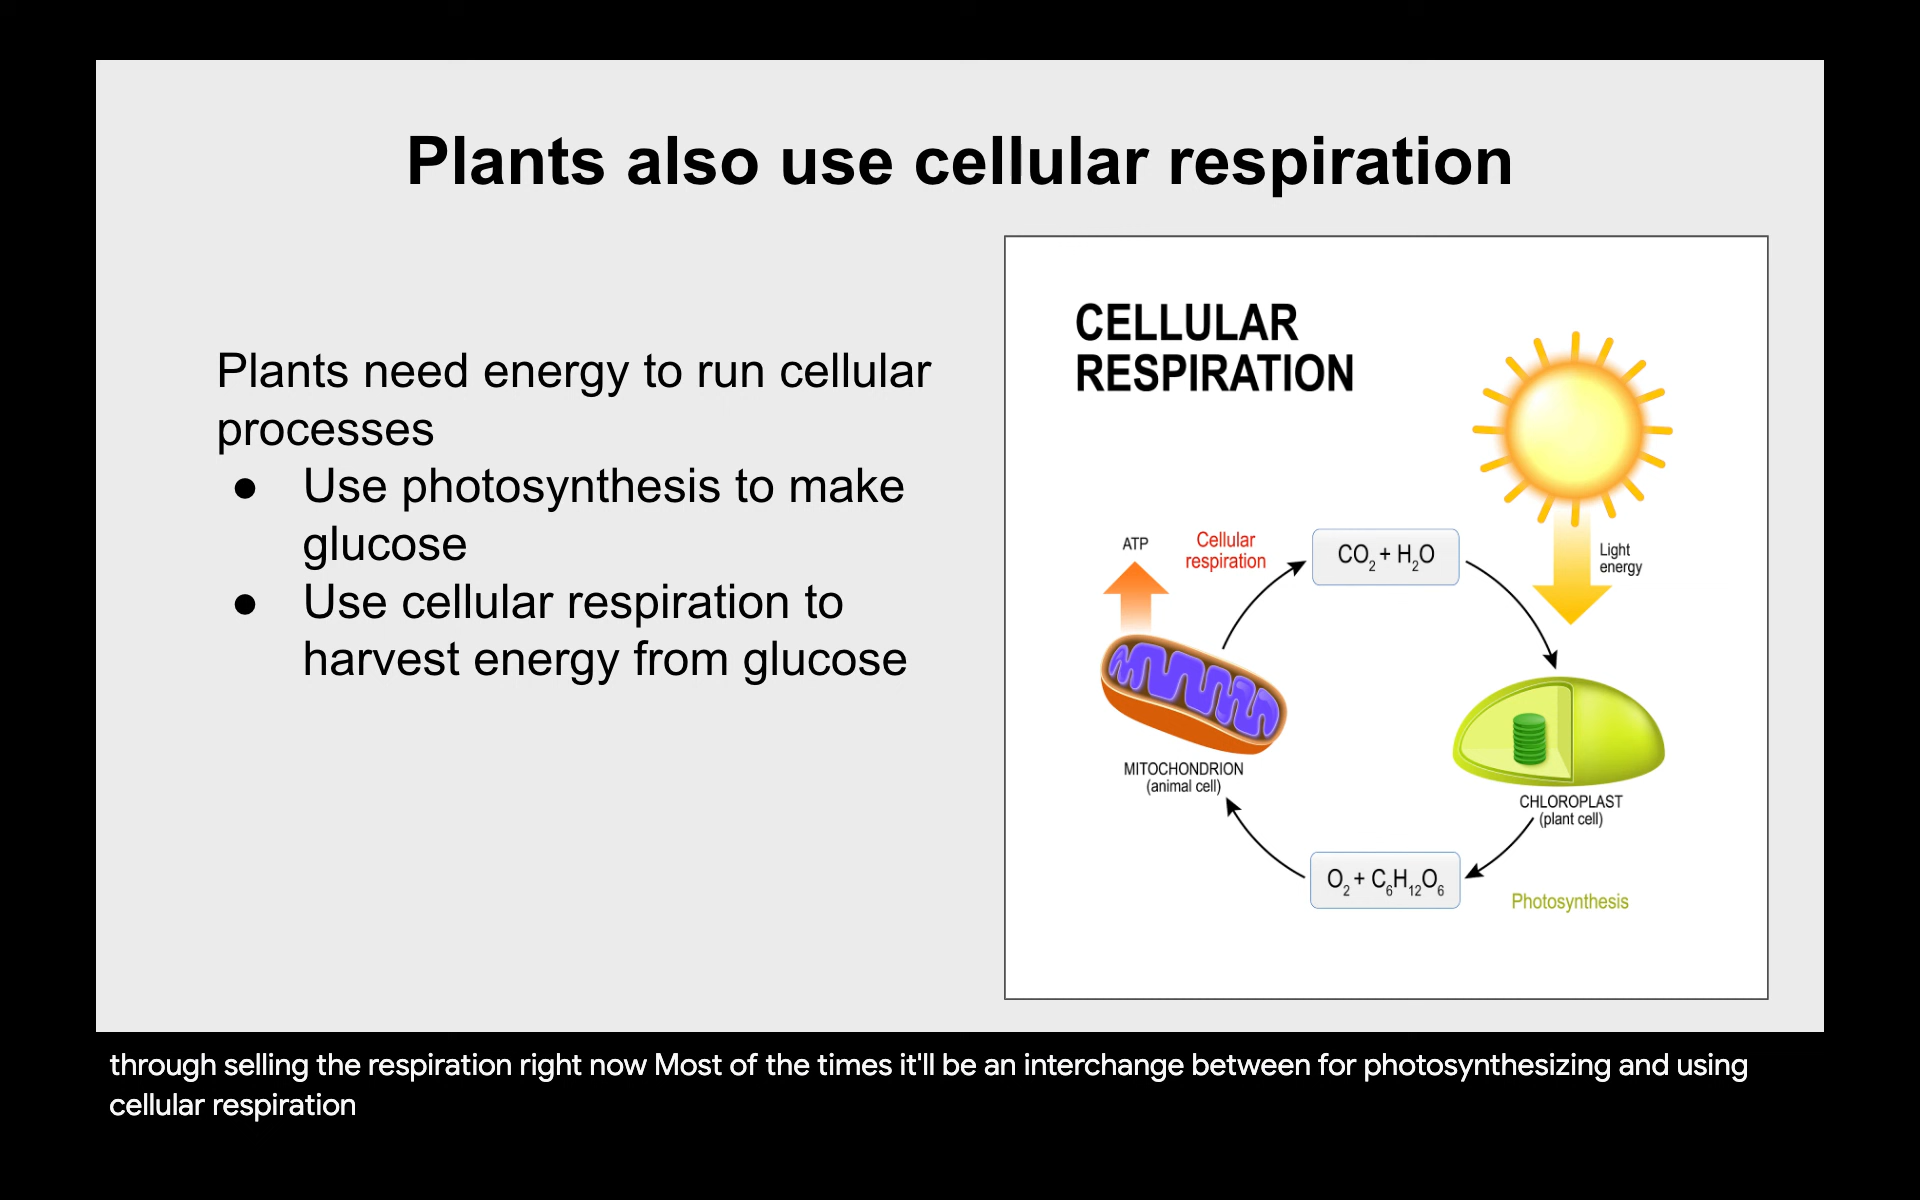 Plants also use cellular respiration
Plants need energy to run cellular
processes
● Use photosynthesis to make
glucose
● Use cellular respiration to
harvest energy from glucose
CELLULAR
RESPIRATION
ATP
Cellular
respiration
CO₂ + H₂O
Light
energy
MITOCHONDRION
(animal cell)
CHLOROPLAST
(plant cell)
O₂ + C₆H₁₂O₆
Photosynthesis
through selling the respiration right now Most of the times it'll be an interchange between for photosynthesizing and using
cellular respiration